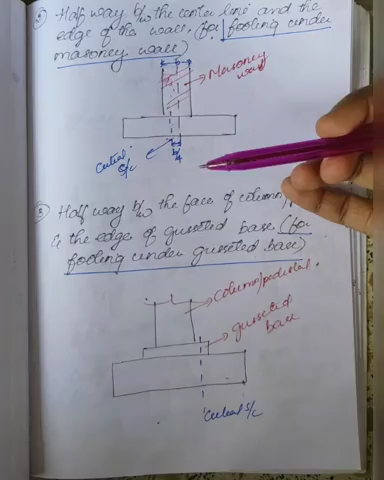 Half way b/w the center line and the
edge of the wall, (for footing under
masonry wall)
b
Masonry
wall
Critical
s/c
b/4
③ Half way b/w the face of column/
& the edge of gusseted base (for
footing under gusseted base)
column/pedestal.
gusseted
base
Critical s/c